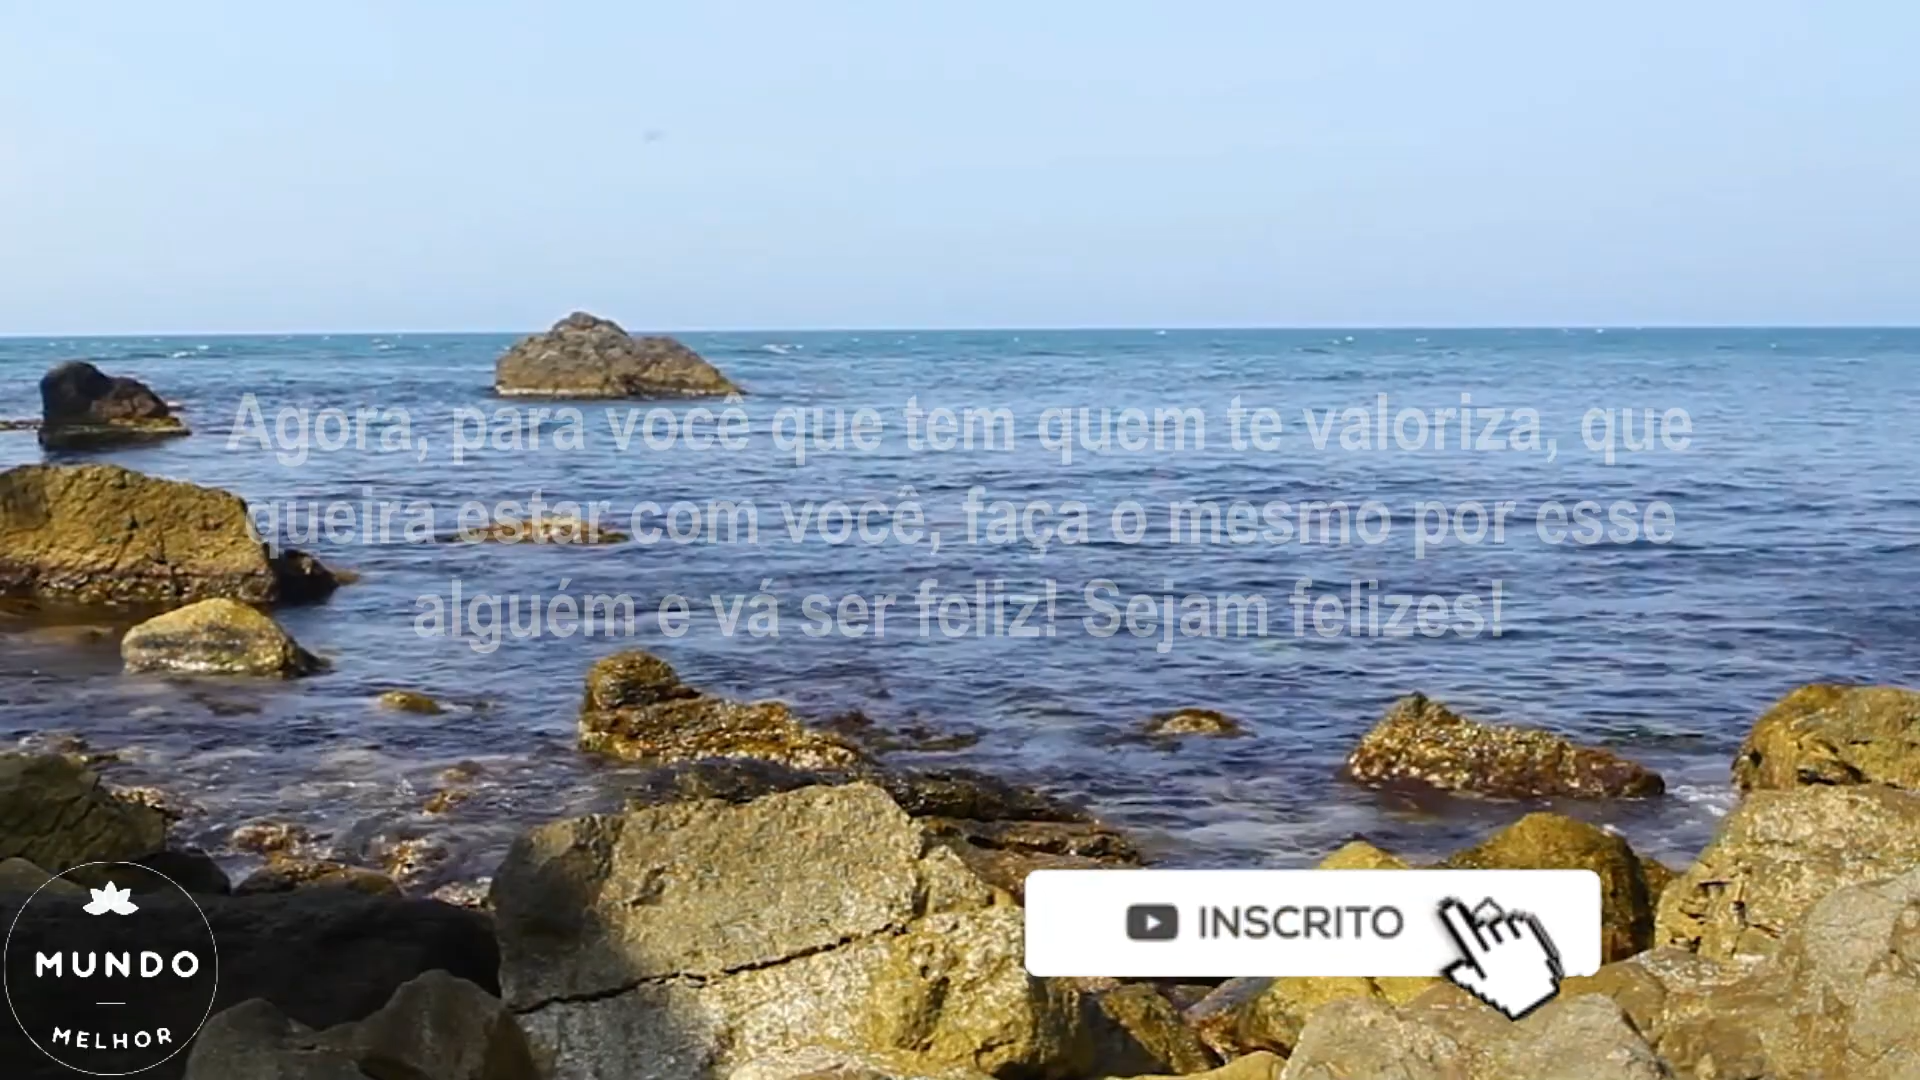 Agora, para você que tem quem te valoriza, que
queira estar com você, faça o mesmo por esse
alguém e vá ser feliz! Sejam felizes!
INSCRITO
MUNDO
MELHOR